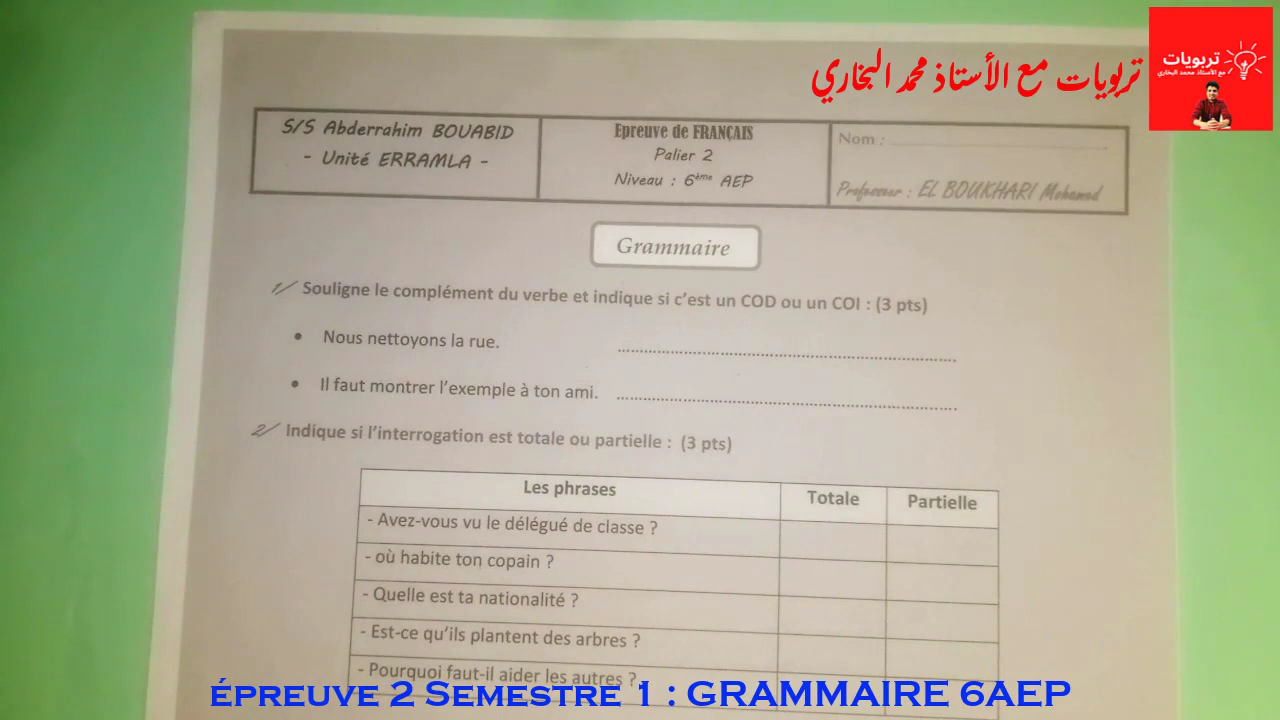 تربويات مع الأستاذ محمد البخاري
تربويات
مع الأستاذ محمد البخاري
S/S Abderrahim BOUABID
- Unité ERRAMLA -
Epreuve de FRANÇAIS
Palier 2
Niveau : 6ème AEP
Nom : ........................................
Professeur : EL BOUKHARI Mohamed
Grammaire
1/ Souligne le complément du verbe et indique si c'est un COD ou un COI : (3 pts)
• Nous nettoyons la rue. ........................................
• Il faut montrer l'exemple à ton ami. ........................................
2/ Indique si l'interrogation est totale ou partielle : (3 pts)
Les phrases Totale Partielle
- Avez-vous vu le délégué de classe ?
- où habite ton copain ?
- Quelle est ta nationalité ?
- Est-ce qu'ils plantent des arbres ?
- Pourquoi faut-il aider les autres ?
épreuve 2 Semestre 1 : GRAMMAIRE 6AEP